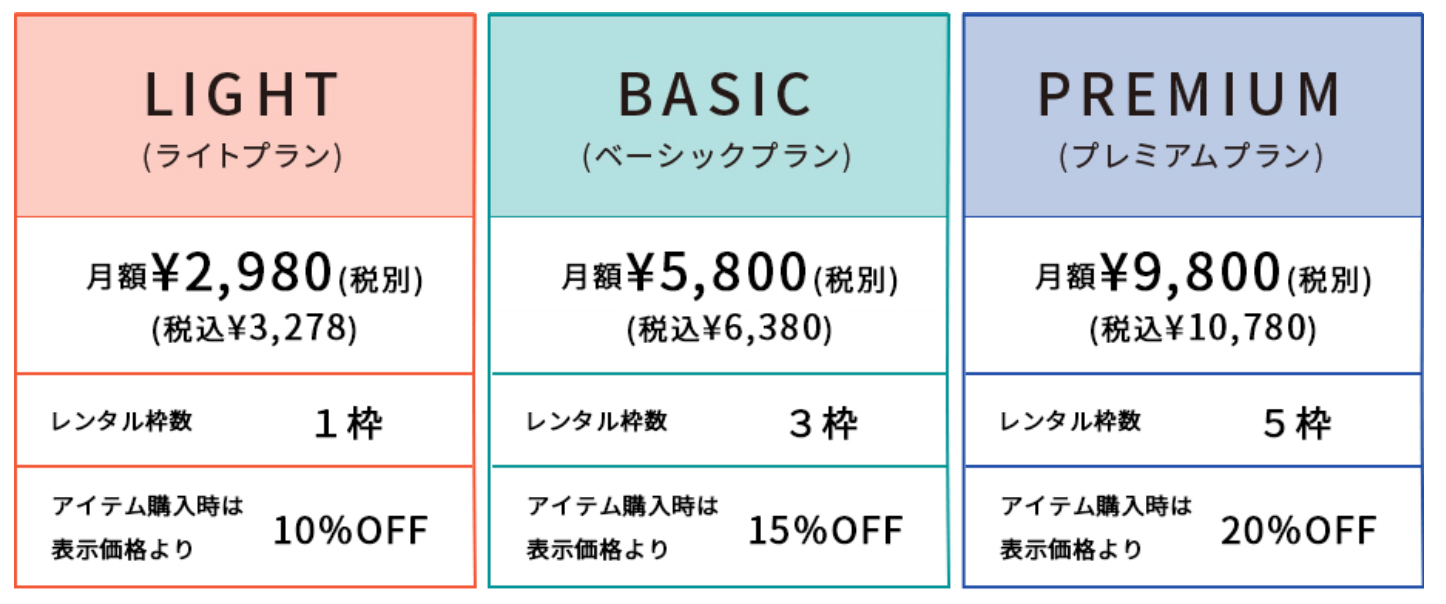 LIGHT
(ライトプラン)
月額¥2,980(税別)
(税込¥3,278)
レンタル枠数 1枠
アイテム購入時は
表示価格より
10%OFF
BASIC
(ベーシックプラン)
月額¥5,800(税別)
(税込¥6,380)
レンタル枠数 3枠
アイテム購入時は
表示価格より
15%OFF
PREMIUM
(プレミアムプラン)
月額¥9,800(税別)
(税込¥10,780)
レンタル枠数 5枠
アイテム購入時は
表示価格より
20%OFF